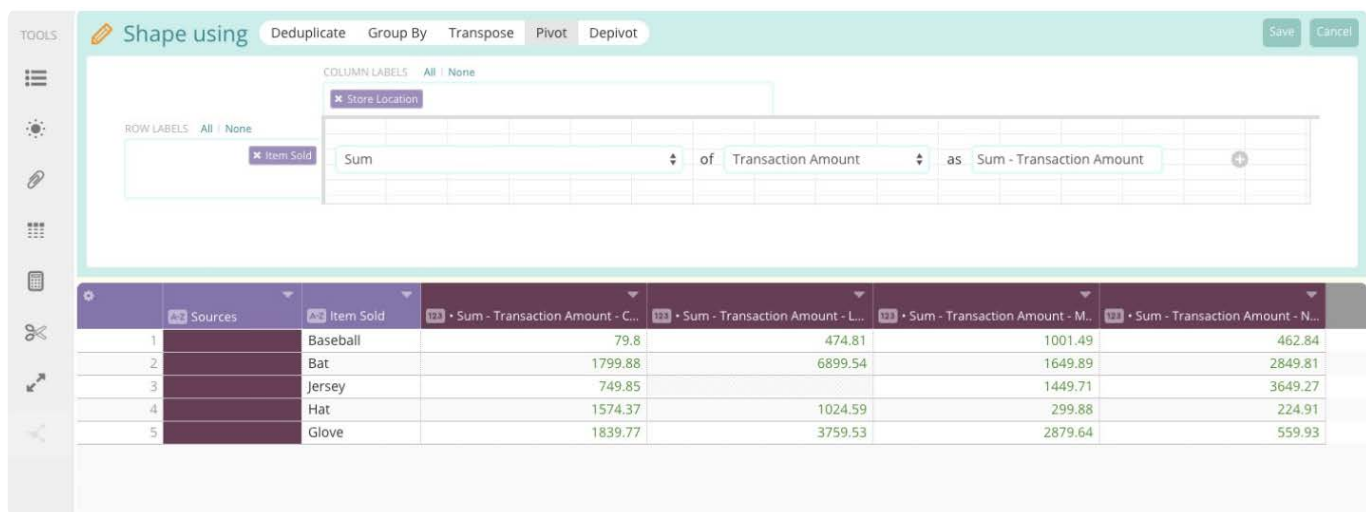 TOOLS
Shape using Deduplicate Group By Transpose Pivot Depivot Save Cancel
COLUMN LABELS All | None
× Store Location
ROW LABELS All | None
× Item Sold
Sum of Transaction Amount as Sum - Transaction Amount
A-Z Sources A-Z Item Sold 123 • Sum - Transaction Amount - C... 123 • Sum - Transaction Amount - L... 123 • Sum - Transaction Amount - M.. 123 • Sum - Transaction Amount - N...
1 Baseball 79.8 474.81 1001.49 462.84
2 Bat 1799.88 6899.54 1649.89 2849.81
3 Jersey 749.85 1449.71 3649.27
4 Hat 1574.37 1024.59 299.88 224.91
5 Glove 1839.77 3759.53 2879.64 559.93